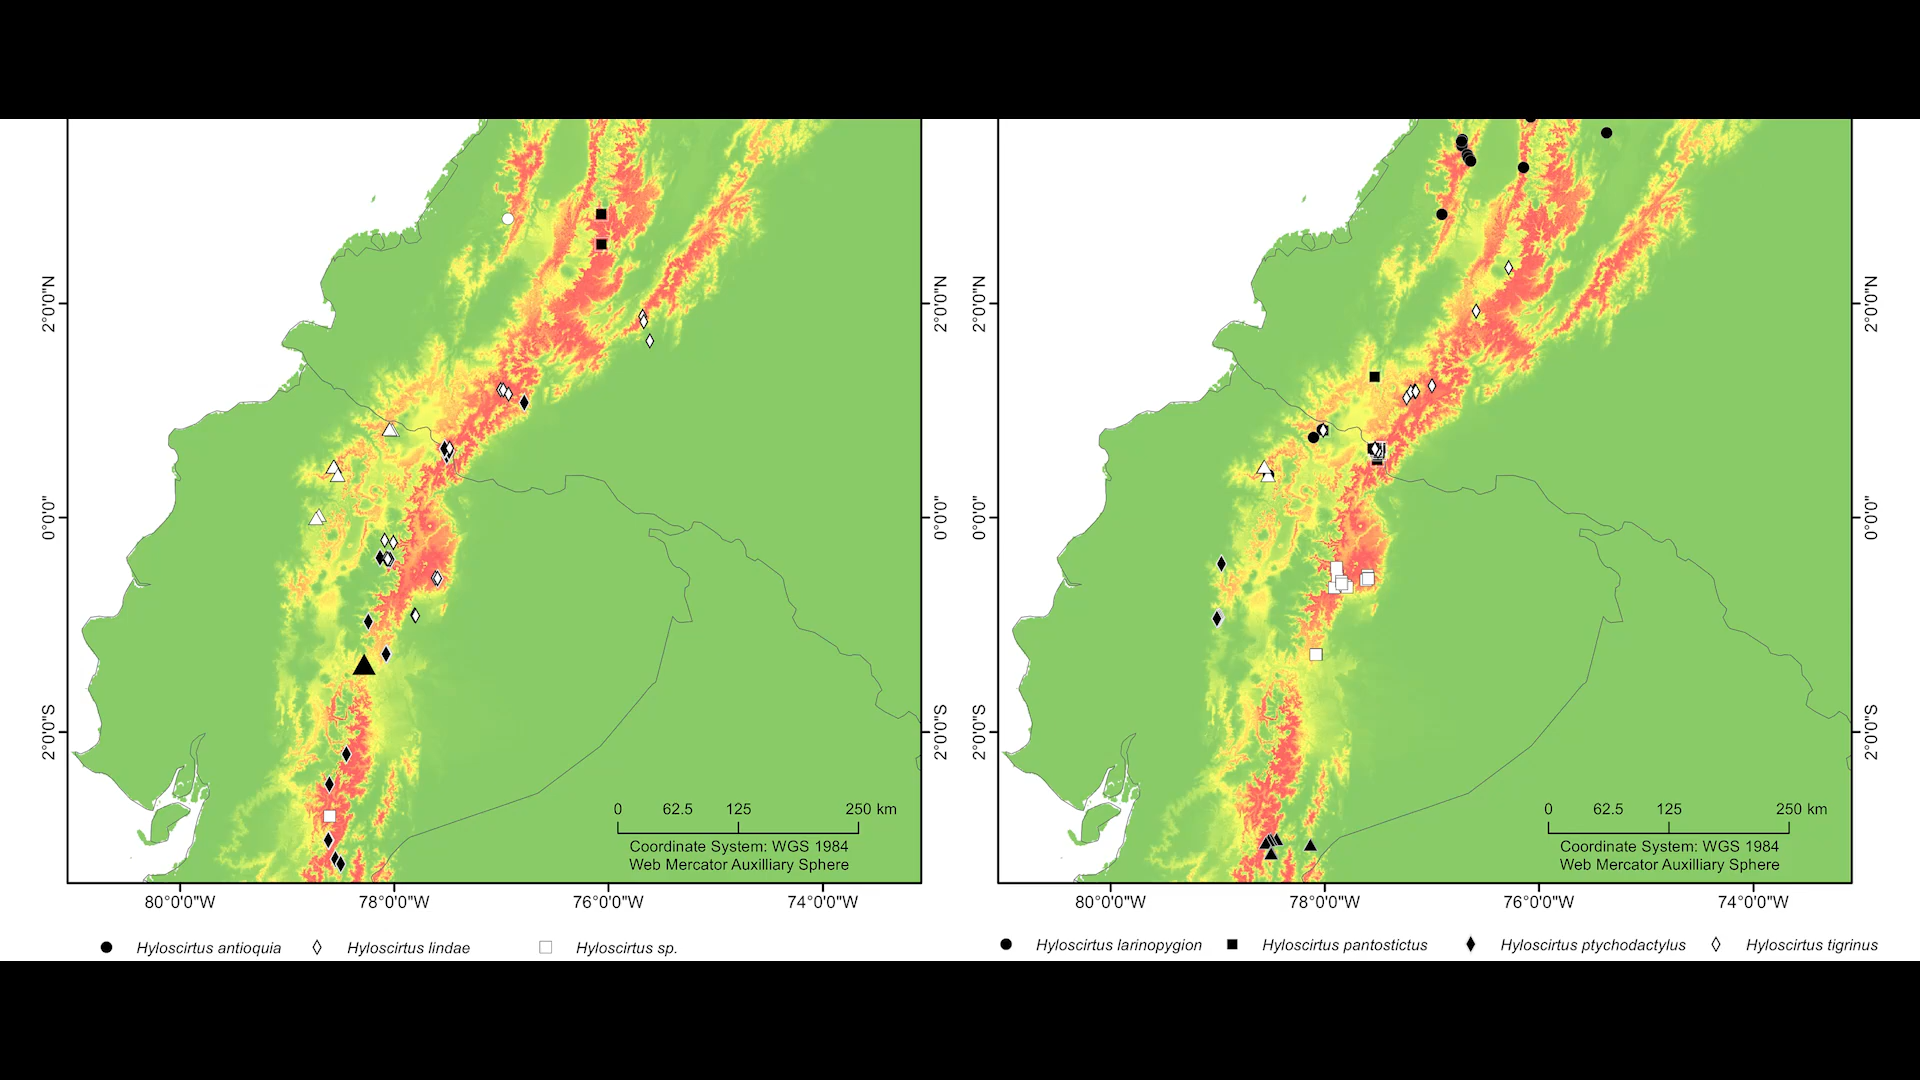 2°0'0"N
0°0'0"
2°0'0"S
2°0'0"N
0°0'0"
2°0'0"S
0 62.5 125 250 km
Coordinate System: WGS 1984
Web Mercator Auxilliary Sphere
80°0'0"W 78°0'0"W 76°0'0"W 74°0'0"W
Hyloscirtus antioquia Hyloscirtus lindae Hyloscirtus sp.
2°0'0"N
0°0'0"
2°0'0"S
2°0'0"N
0°0'0"
2°0'0"S
0 62.5 125 250 km
Coordinate System: WGS 1984
Web Mercator Auxilliary Sphere
80°0'0"W 78°0'0"W 76°0'0"W 74°0'0"W
Hyloscirtus larinopygion Hyloscirtus pantostictus Hyloscirtus ptychodactylus Hyloscirtus tigrinus